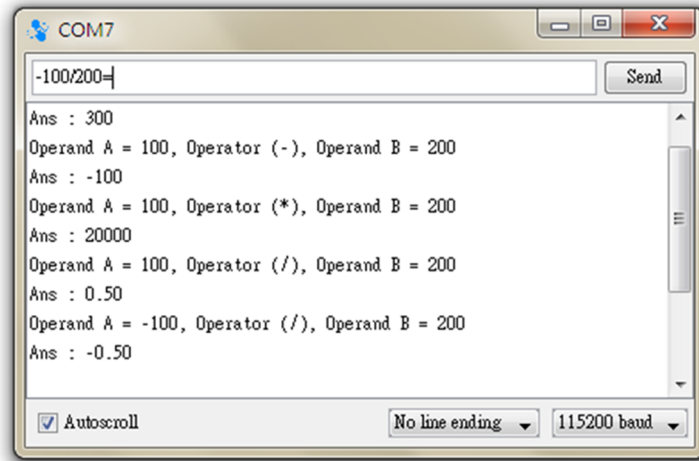 COM7
-100/200=
Send
Ans : 300
Operand A = 100, Operator (-), Operand B = 200
Ans : -100
Operand A = 100, Operator (*), Operand B = 200
Ans : 20000
Operand A = 100, Operator (/), Operand B = 200
Ans : 0.50
Operand A = -100, Operator (/), Operand B = 200
Ans : -0.50
Autoscroll
No line ending
115200 baud